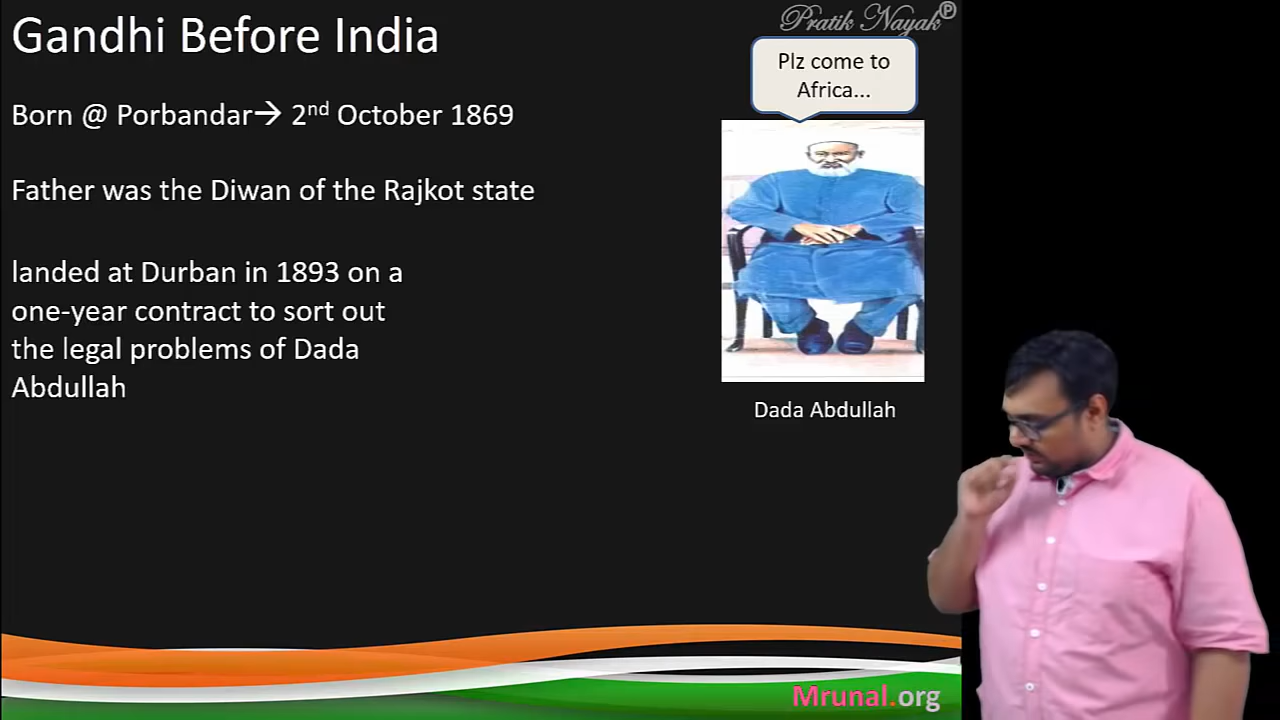 Gandhi Before India
Pratik Nayak ℗
Plz come to
Africa...
Born @ Porbandar→ 2nd October 1869
Father was the Diwan of the Rajkot state
landed at Durban in 1893 on a
one-year contract to sort out
the legal problems of Dada
Abdullah
Dada Abdullah
Mrunal.org